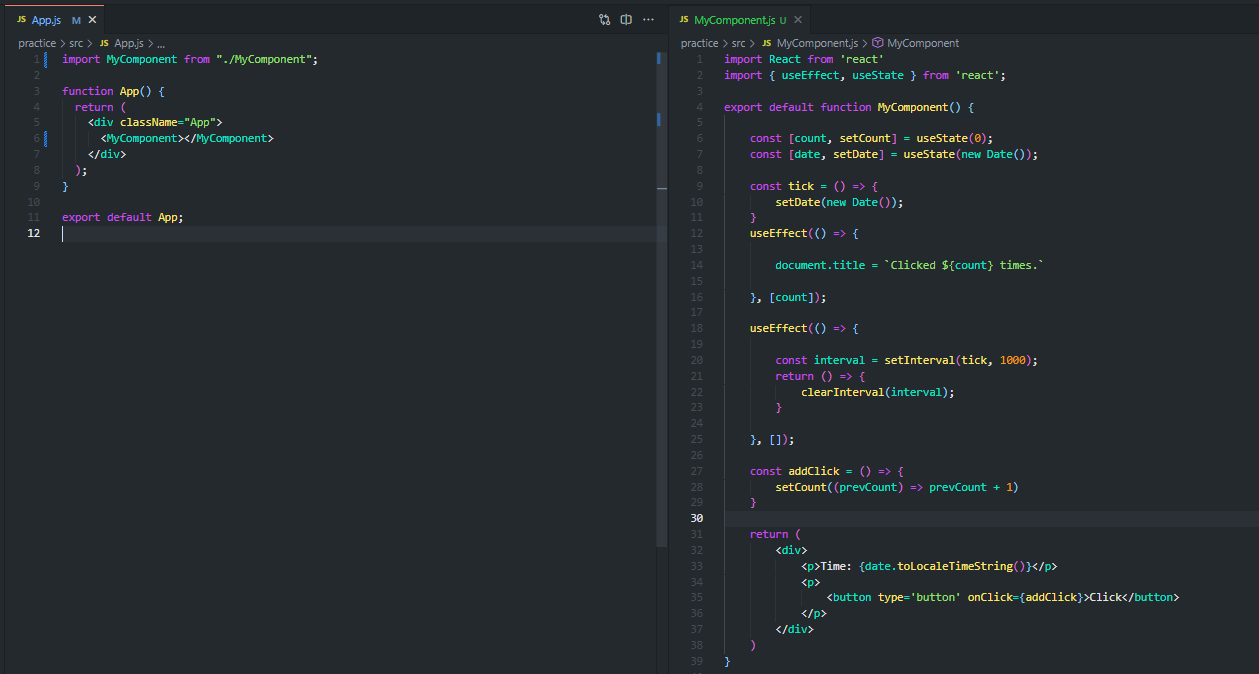 JS App.js M ×
practice > src > JS App.js > ...
1 import MyComponent from "./MyComponent";
2
3 function App() {
4 return (
5 <div className="App">
6 <MyComponent></MyComponent>
7 </div>
8 );
9 }
10
11 export default App;
12
JS MyComponent.js U ×
practice > src > JS MyComponent.js > MyComponent
1 import React from 'react'
2 import { useEffect, useState } from 'react';
3
4 export default function MyComponent() {
5
6 const [count, setCount] = useState(0);
7 const [date, setDate] = useState(new Date());
8
9 const tick = () => {
10 setDate(new Date());
11 }
12 useEffect(() => {
13
14 document.title = `Clicked ${count} times.`
15
16 }, [count]);
17
18 useEffect(() => {
19
20 const interval = setInterval(tick, 1000);
21 return () => {
22 clearInterval(interval);
23 }
24
25 }, []);
26
27 const addClick = () => {
28 setCount((prevCount) => prevCount + 1)
29 }
30
31 return (
32 <div>
33 <p>Time: {date.toLocaleTimeString()}</p>
34 <p>
35 <button type='button' onClick={addClick}>Click</button>
36 </p>
37 </div>
38 )
39 }